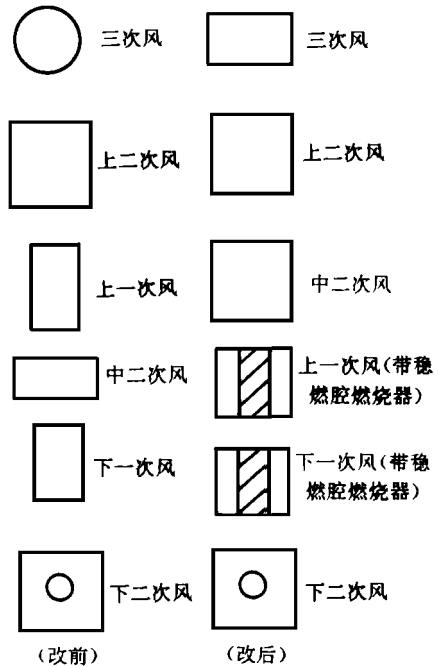 三次风
三次风
上二次风
上二次风
上一次风
中二次风
中二次风
上一次风(带稳
燃腔燃烧器)
下一次风
下一次风(带稳
燃腔燃烧器)
下二次风
下二次风
(改前)
(改后)